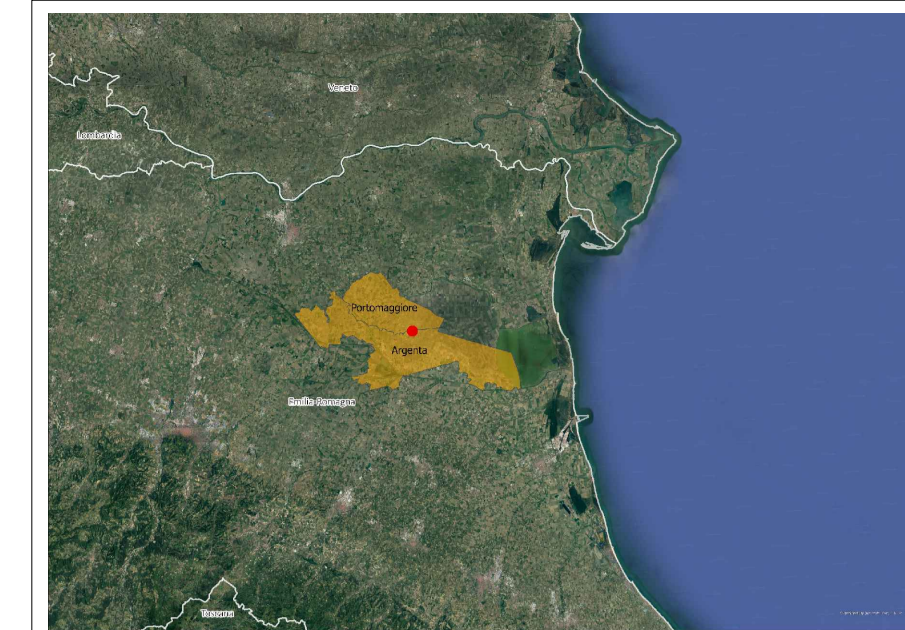 Veneto
Lombardia
Portomaggiore
Argenta
Emilia Romagna
Toscana